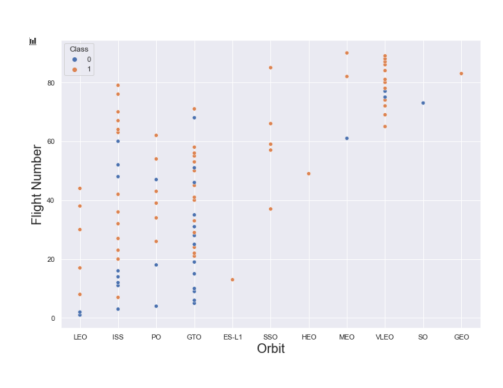 Class
0
1
80
60
40
20
0
Flight Number
LEO
ISS
PO
GTO
ES-L1
SSO
HEO
MEO
VLEO
SO
GEO
Orbit